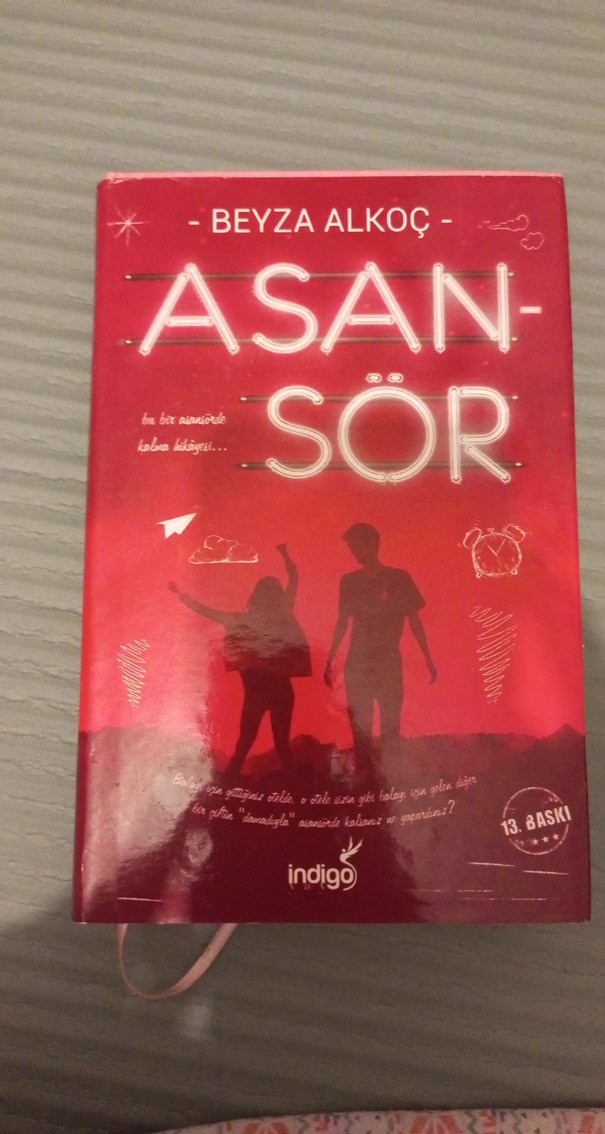 - BEYZA ALKOÇ -
ASAN-
SÖR
bu bir asansörde
kalma hikâyesi...
Balayı için gittiğiniz otelde, o otele sizin gibi balayı için gelen diğer
bir çiftin "damadıyla" asansörde kalsanız ne yapardınız?
13. BASKI
indigo